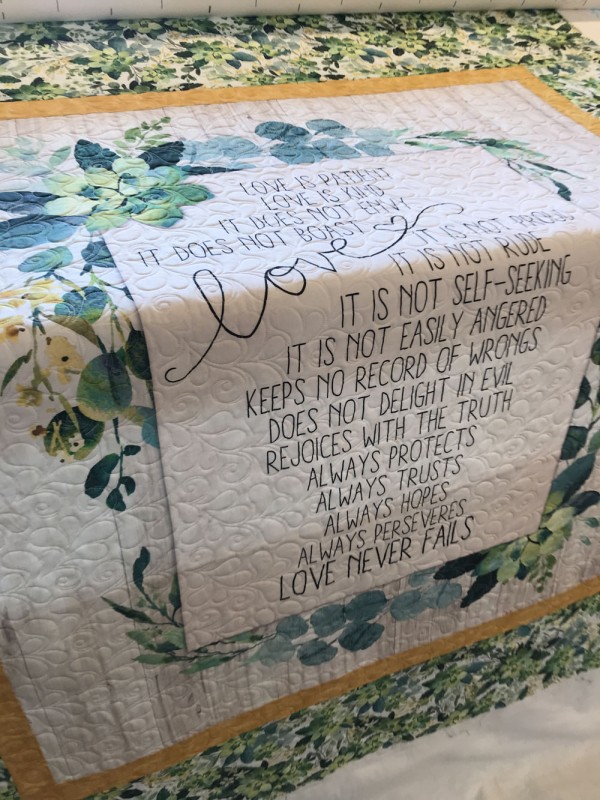 LOVE IS PATIENT
LOVE IS KIND
IT DOES NOT ENVY
IT DOES NOT BOAST
love
IT IS NOT PROUD
IT IS NOT RUDE
IT IS NOT SELF-SEEKING
IT IS NOT EASILY ANGERED
KEEPS NO RECORD OF WRONGS
DOES NOT DELIGHT IN EVIL
REJOICES WITH THE TRUTH
ALWAYS PROTECTS
ALWAYS TRUSTS
ALWAYS HOPES
ALWAYS PERSEVERES
LOVE NEVER FAILS